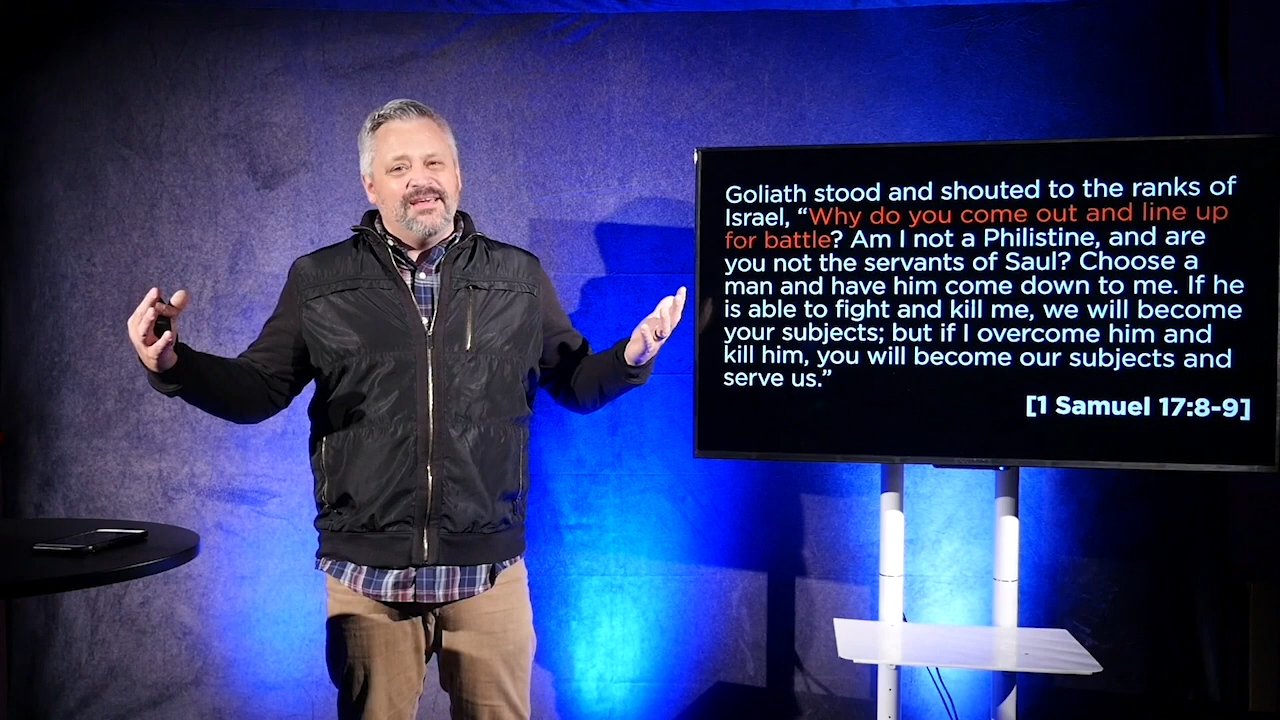 Goliath stood and shouted to the ranks of
Israel, “Why do you come out and line up
for battle? Am I not a Philistine, and are
you not the servants of Saul? Choose a
man and have him come down to me. If he
is able to fight and kill me, we will become
your subjects; but if I overcome him and
kill him, you will become our subjects and
serve us.”
[1 Samuel 17:8-9]